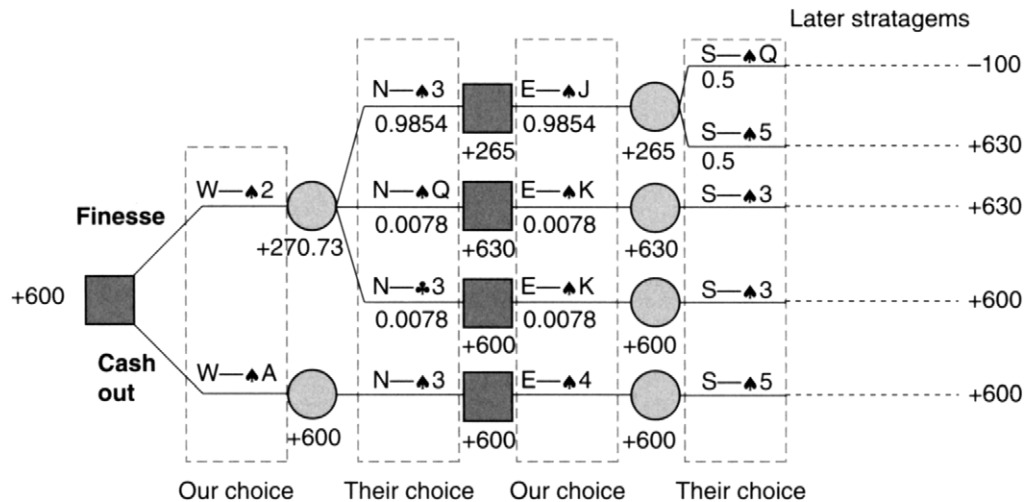 Later stratagems
S—♠Q
–100
0.5
N—♠3
E—♠J
0.9854
0.9854
S—♠5
+630
0.5
+265
+265
W—♠2
N—♠Q
E—♠K
S—♠3
+630
Finesse
0.0078
0.0078
+270.73
+630
+630
+600
N—♣3
E—♠K
S—♠3
+600
0.0078
0.0078
+600
+600
Cash
out
W—♠A
N—♠3
E—♠4
S—♠5
+600
+600
+600
+600
Our choice
Their choice
Our choice
Their choice